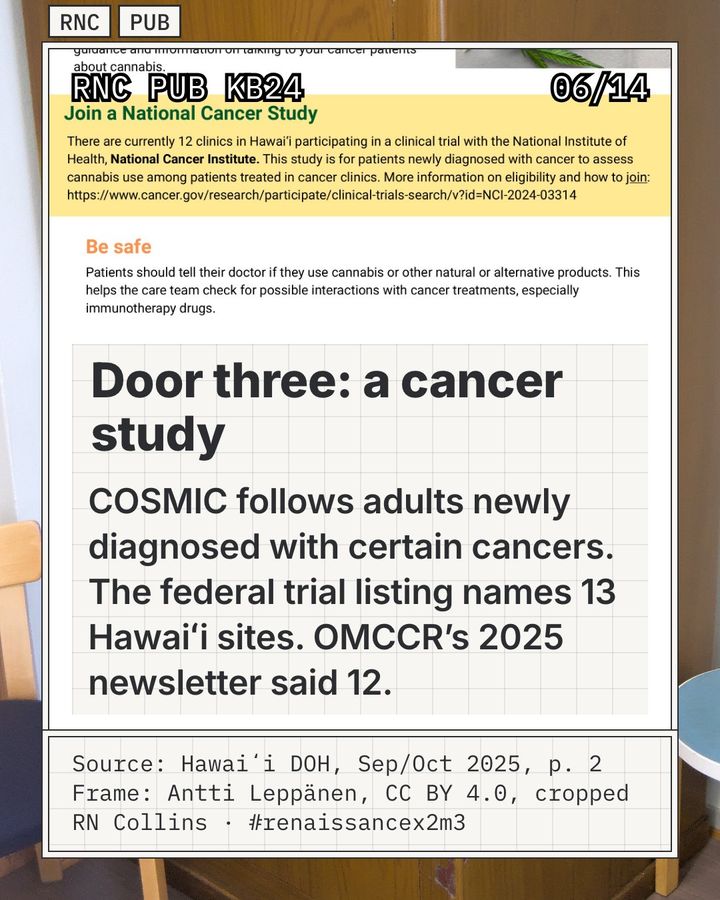 RNC PUB
guidance and information on talking to your cancer patients
about cannabis.
RNC PUB KB24 06/14
Join a National Cancer Study
There are currently 12 clinics in Hawaiʻi participating in a clinical trial with the National Institute of
Health, National Cancer Institute. This study is for patients newly diagnosed with cancer to assess
cannabis use among patients treated in cancer clinics. More information on eligibility and how to join:
https://www.cancer.gov/research/participate/clinical-trials-search/v?id=NCI-2024-03314
Be safe
Patients should tell their doctor if they use cannabis or other natural or alternative products. This
helps the care team check for possible interactions with cancer treatments, especially
immunotherapy drugs.
Door three: a cancer
study
COSMIC follows adults newly
diagnosed with certain cancers.
The federal trial listing names 13
Hawaiʻi sites. OMCCR’s 2025
newsletter said 12.
Source: Hawaiʻi DOH, Sep/Oct 2025, p. 2
Frame: Antti Leppänen, CC BY 4.0, cropped
RN Collins · #renaissancex2m3